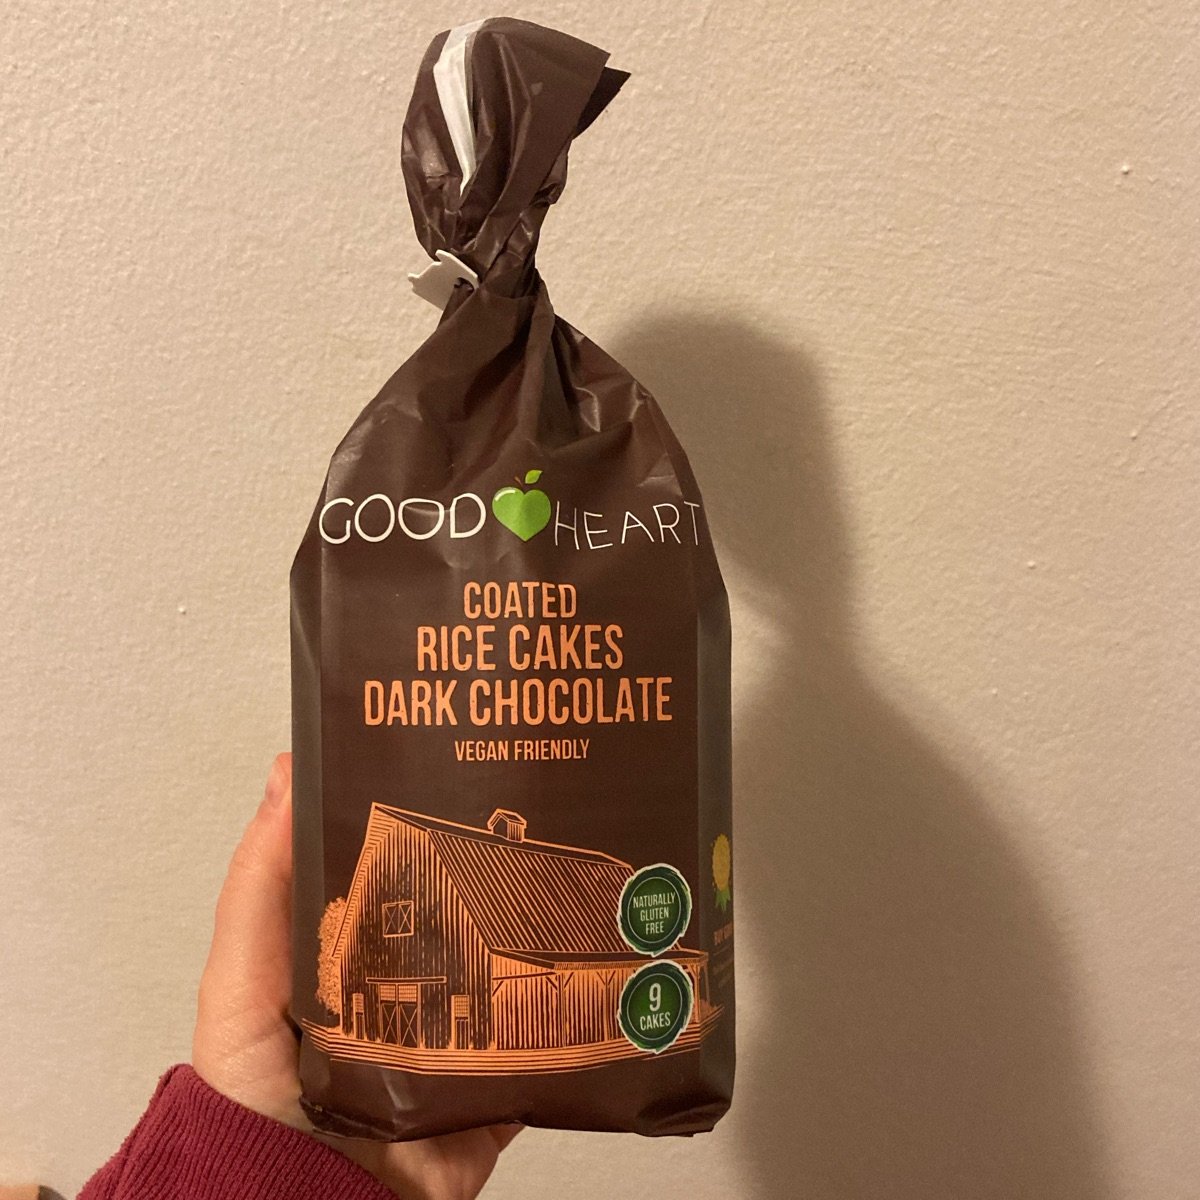 GOOD HEART
COATED
RICE CAKES
DARK CHOCOLATE
VEGAN FRIENDLY
NATURALLY
GLUTEN
FREE
9
CAKES